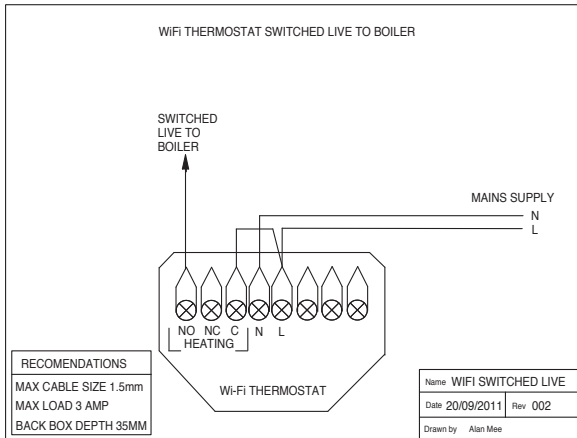 WiFi THERMOSTAT SWITCHED LIVE TO BOILER
SWITCHED
LIVE TO
BOILER
MAINS SUPPLY
N
L
NO NC C N L
HEATING
Wi-Fi THERMOSTAT
RECOMENDATIONS
MAX CABLE SIZE 1.5mm
MAX LOAD 3 AMP
BACK BOX DEPTH 35MM
Name WIFI SWITCHED LIVE
Date 20/09/2011 Rev 002
Drawn by Alan Mee